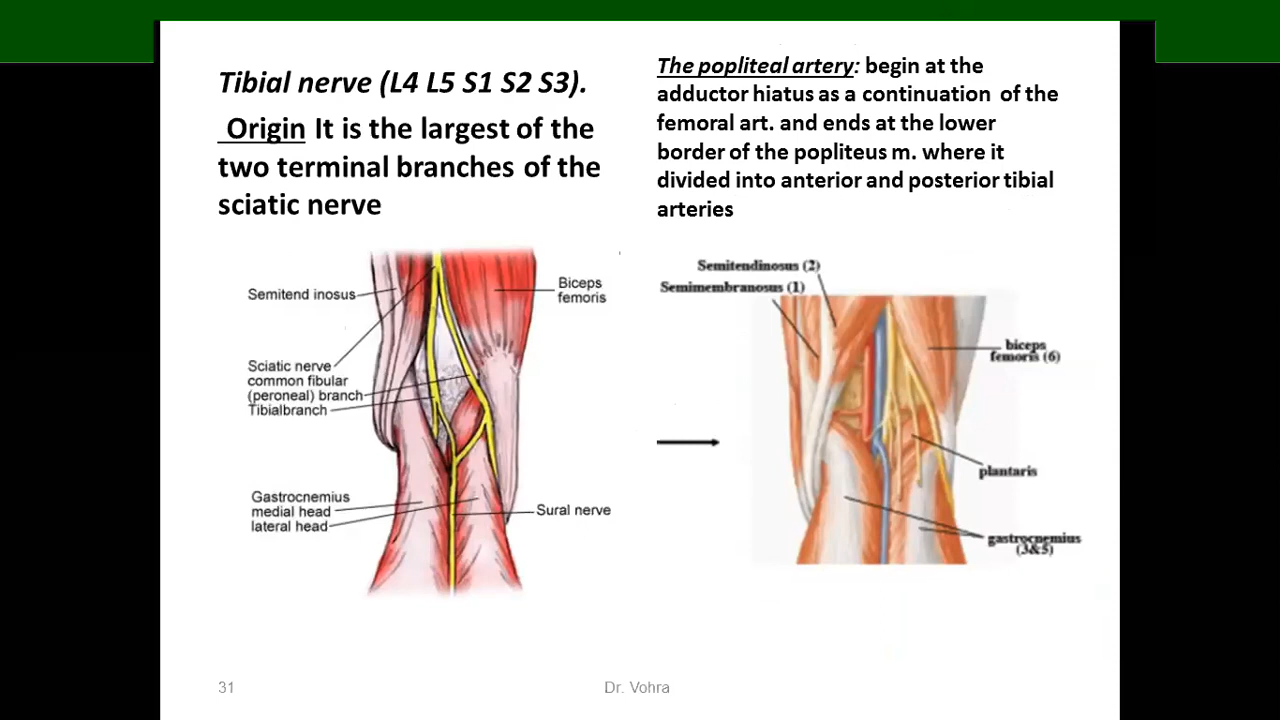 Tibial nerve (L4 L5 S1 S2 S3).
Origin It is the largest of the
two terminal branches of the
sciatic nerve
The popliteal artery: begin at the
adductor hiatus as a continuation of the
femoral art. and ends at the lower
border of the popliteus m. where it
divided into anterior and posterior tibial
arteries
Semitend inosus
Biceps
femoris
Sciatic nerve
common fibular
(peroneal) branch
Tibialbranch
Gastrocnemius
medial head
lateral head
Sural nerve
Semitendinosus (2)
Semimembranosus (1)
biceps
femoris (6)
plantaris
gastrocnemius
(3&5)
31
Dr. Vohra